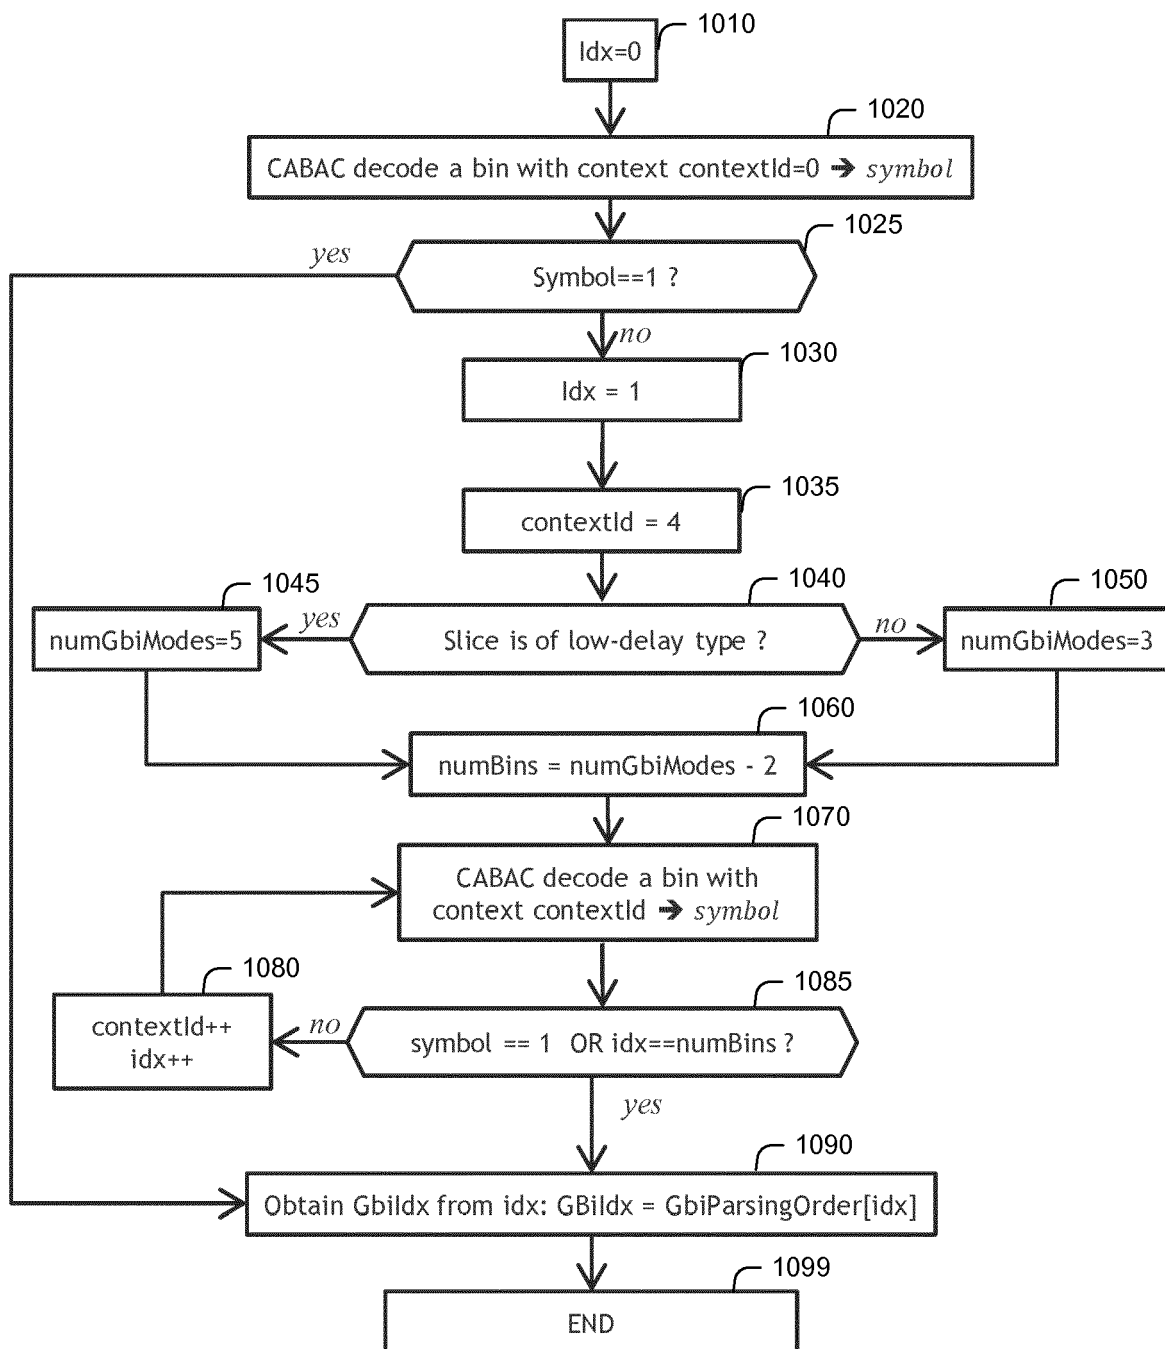 1010
Idx=0
1020
CABAC decode a bin with context contextId=0 ➔ symbol
1025
yes
Symbol==1 ?
no
1030
Idx = 1
1035
contextId = 4
1040
1045
1050
yes
no
numGbiModes=5
Slice is of low-delay type ?
numGbiModes=3
1060
numBins = numGbiModes - 2
1070
CABAC decode a bin with
context contextId ➔ symbol
1080
1085
contextId++
idx++
no
symbol == 1 OR idx==numBins ?
yes
1090
Obtain GbiIdx from idx: GBiIdx = GbiParsingOrder[idx]
1099
END